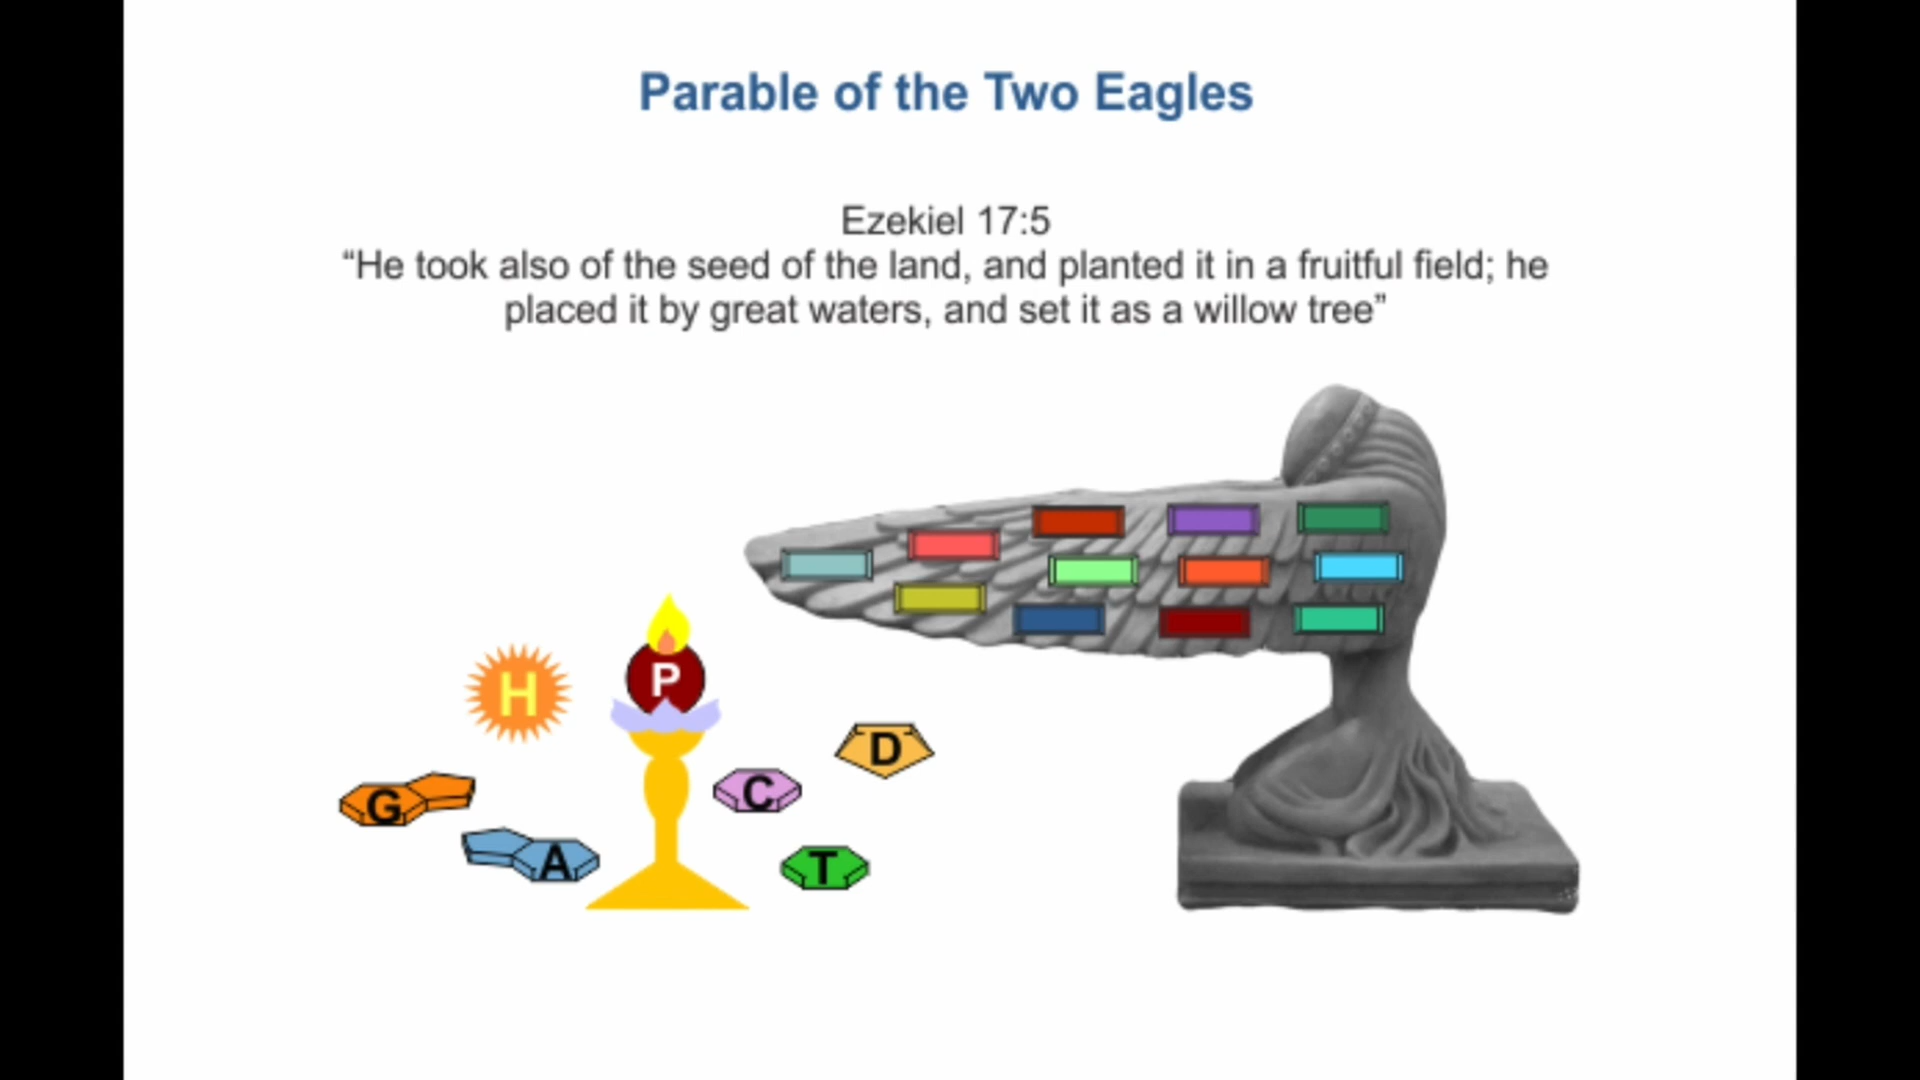 Parable of the Two Eagles
Ezekiel 17:5
“He took also of the seed of the land, and planted it in a fruitful field; he
placed it by great waters, and set it as a willow tree”
H
P
D
G
C
A
T